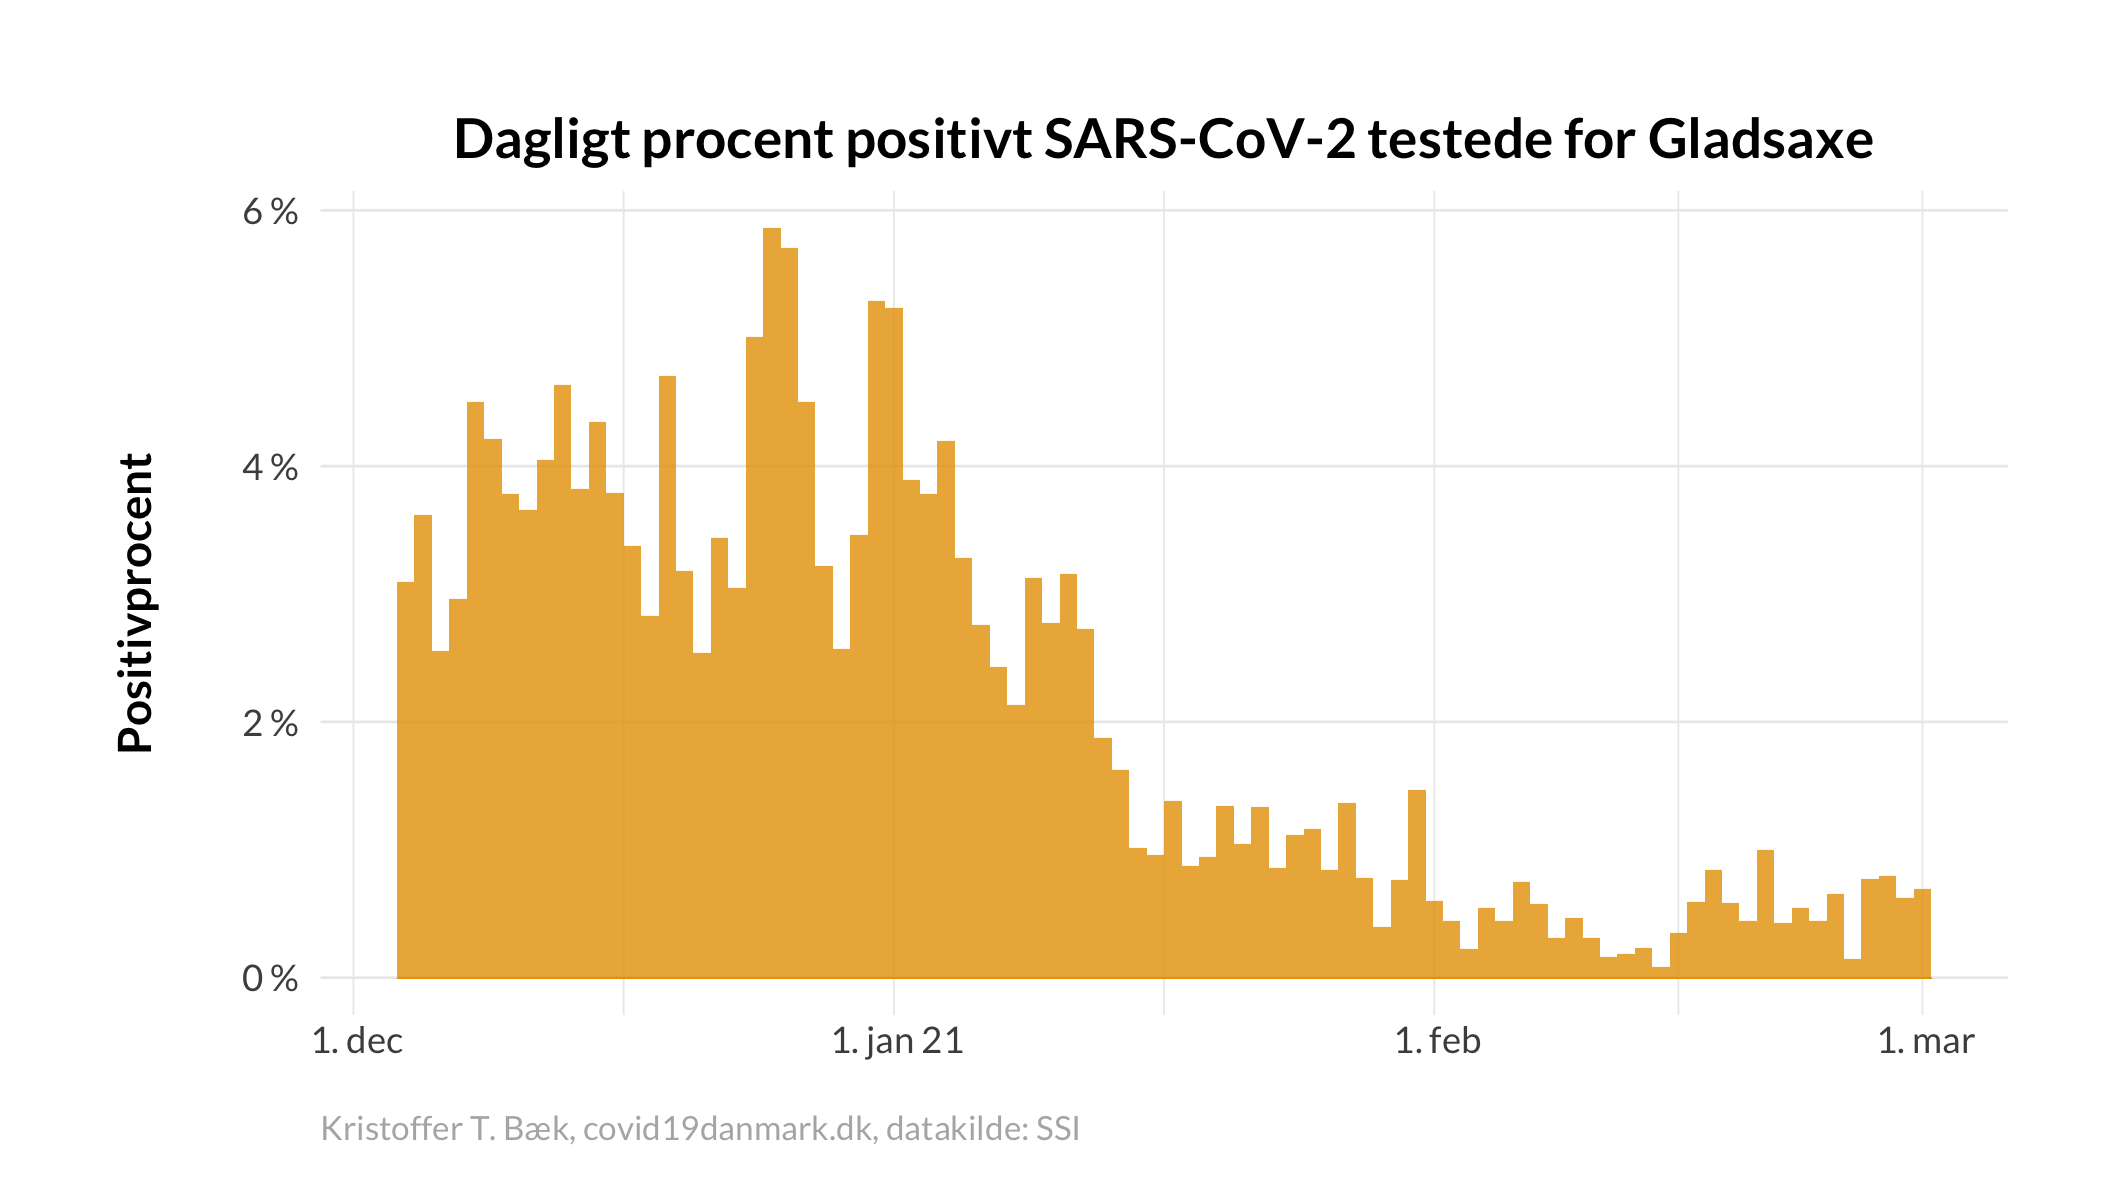 Dagligt procent positivt SARS-CoV-2 testede for Gladsaxe
Positivprocent
6 %
4 %
2 %
0 %
1. dec
1. jan 21
1. feb
1. mar
Kristoffer T. Bæk, covid19danmark.dk, datakilde: SSI